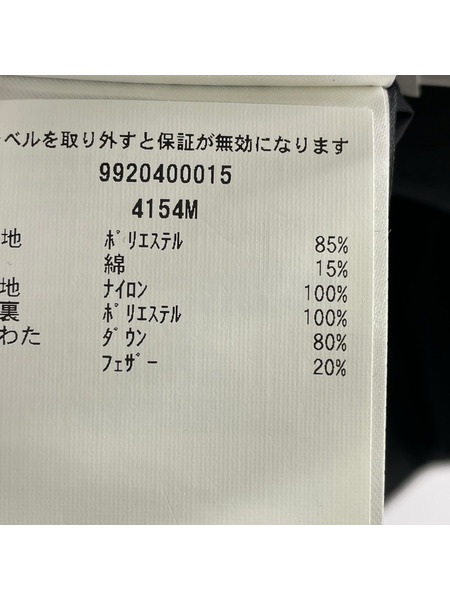 ベルを取り外すと保証が無効になります
9920400015
4154M
地 ﾎﾟﾘｴｽﾃﾙ 85%
綿 15%
地 ﾅｲﾛﾝ 100%
裏 ﾎﾟﾘｴｽﾃﾙ 100%
わた ﾀﾞｳﾝ 80%
ﾌｪｻﾞｰ 20%